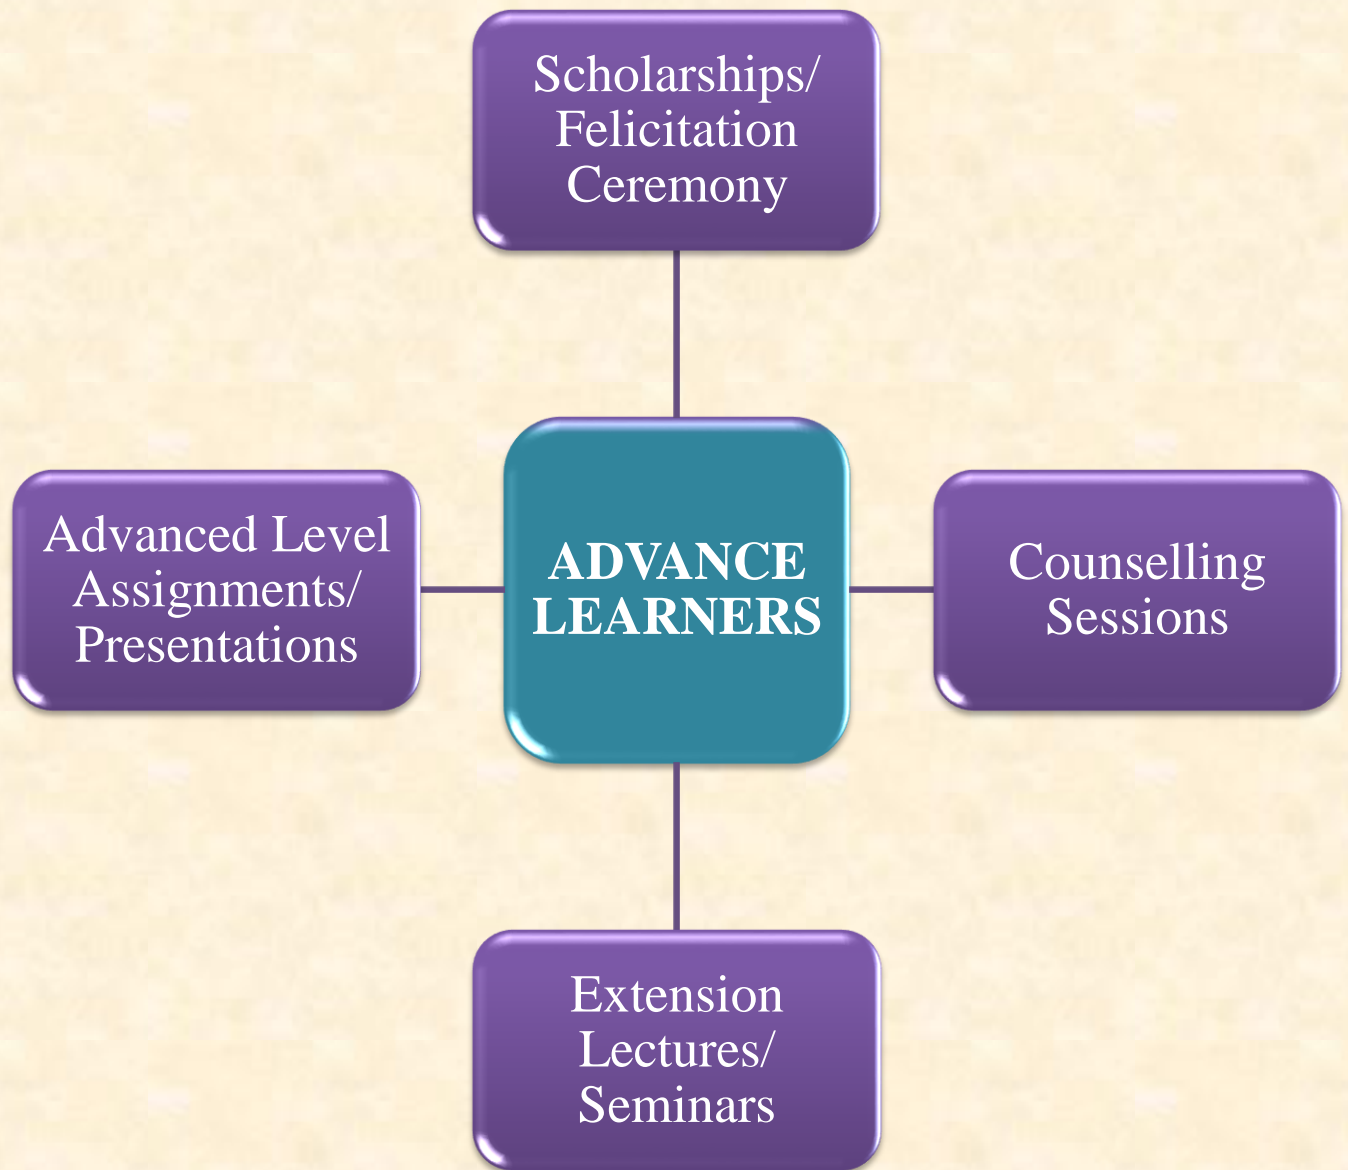 Scholarships/
Felicitation
Ceremony
Advanced Level
Assignments/
Presentations
ADVANCE
LEARNERS
Counselling
Sessions
Extension
Lectures/
Seminars